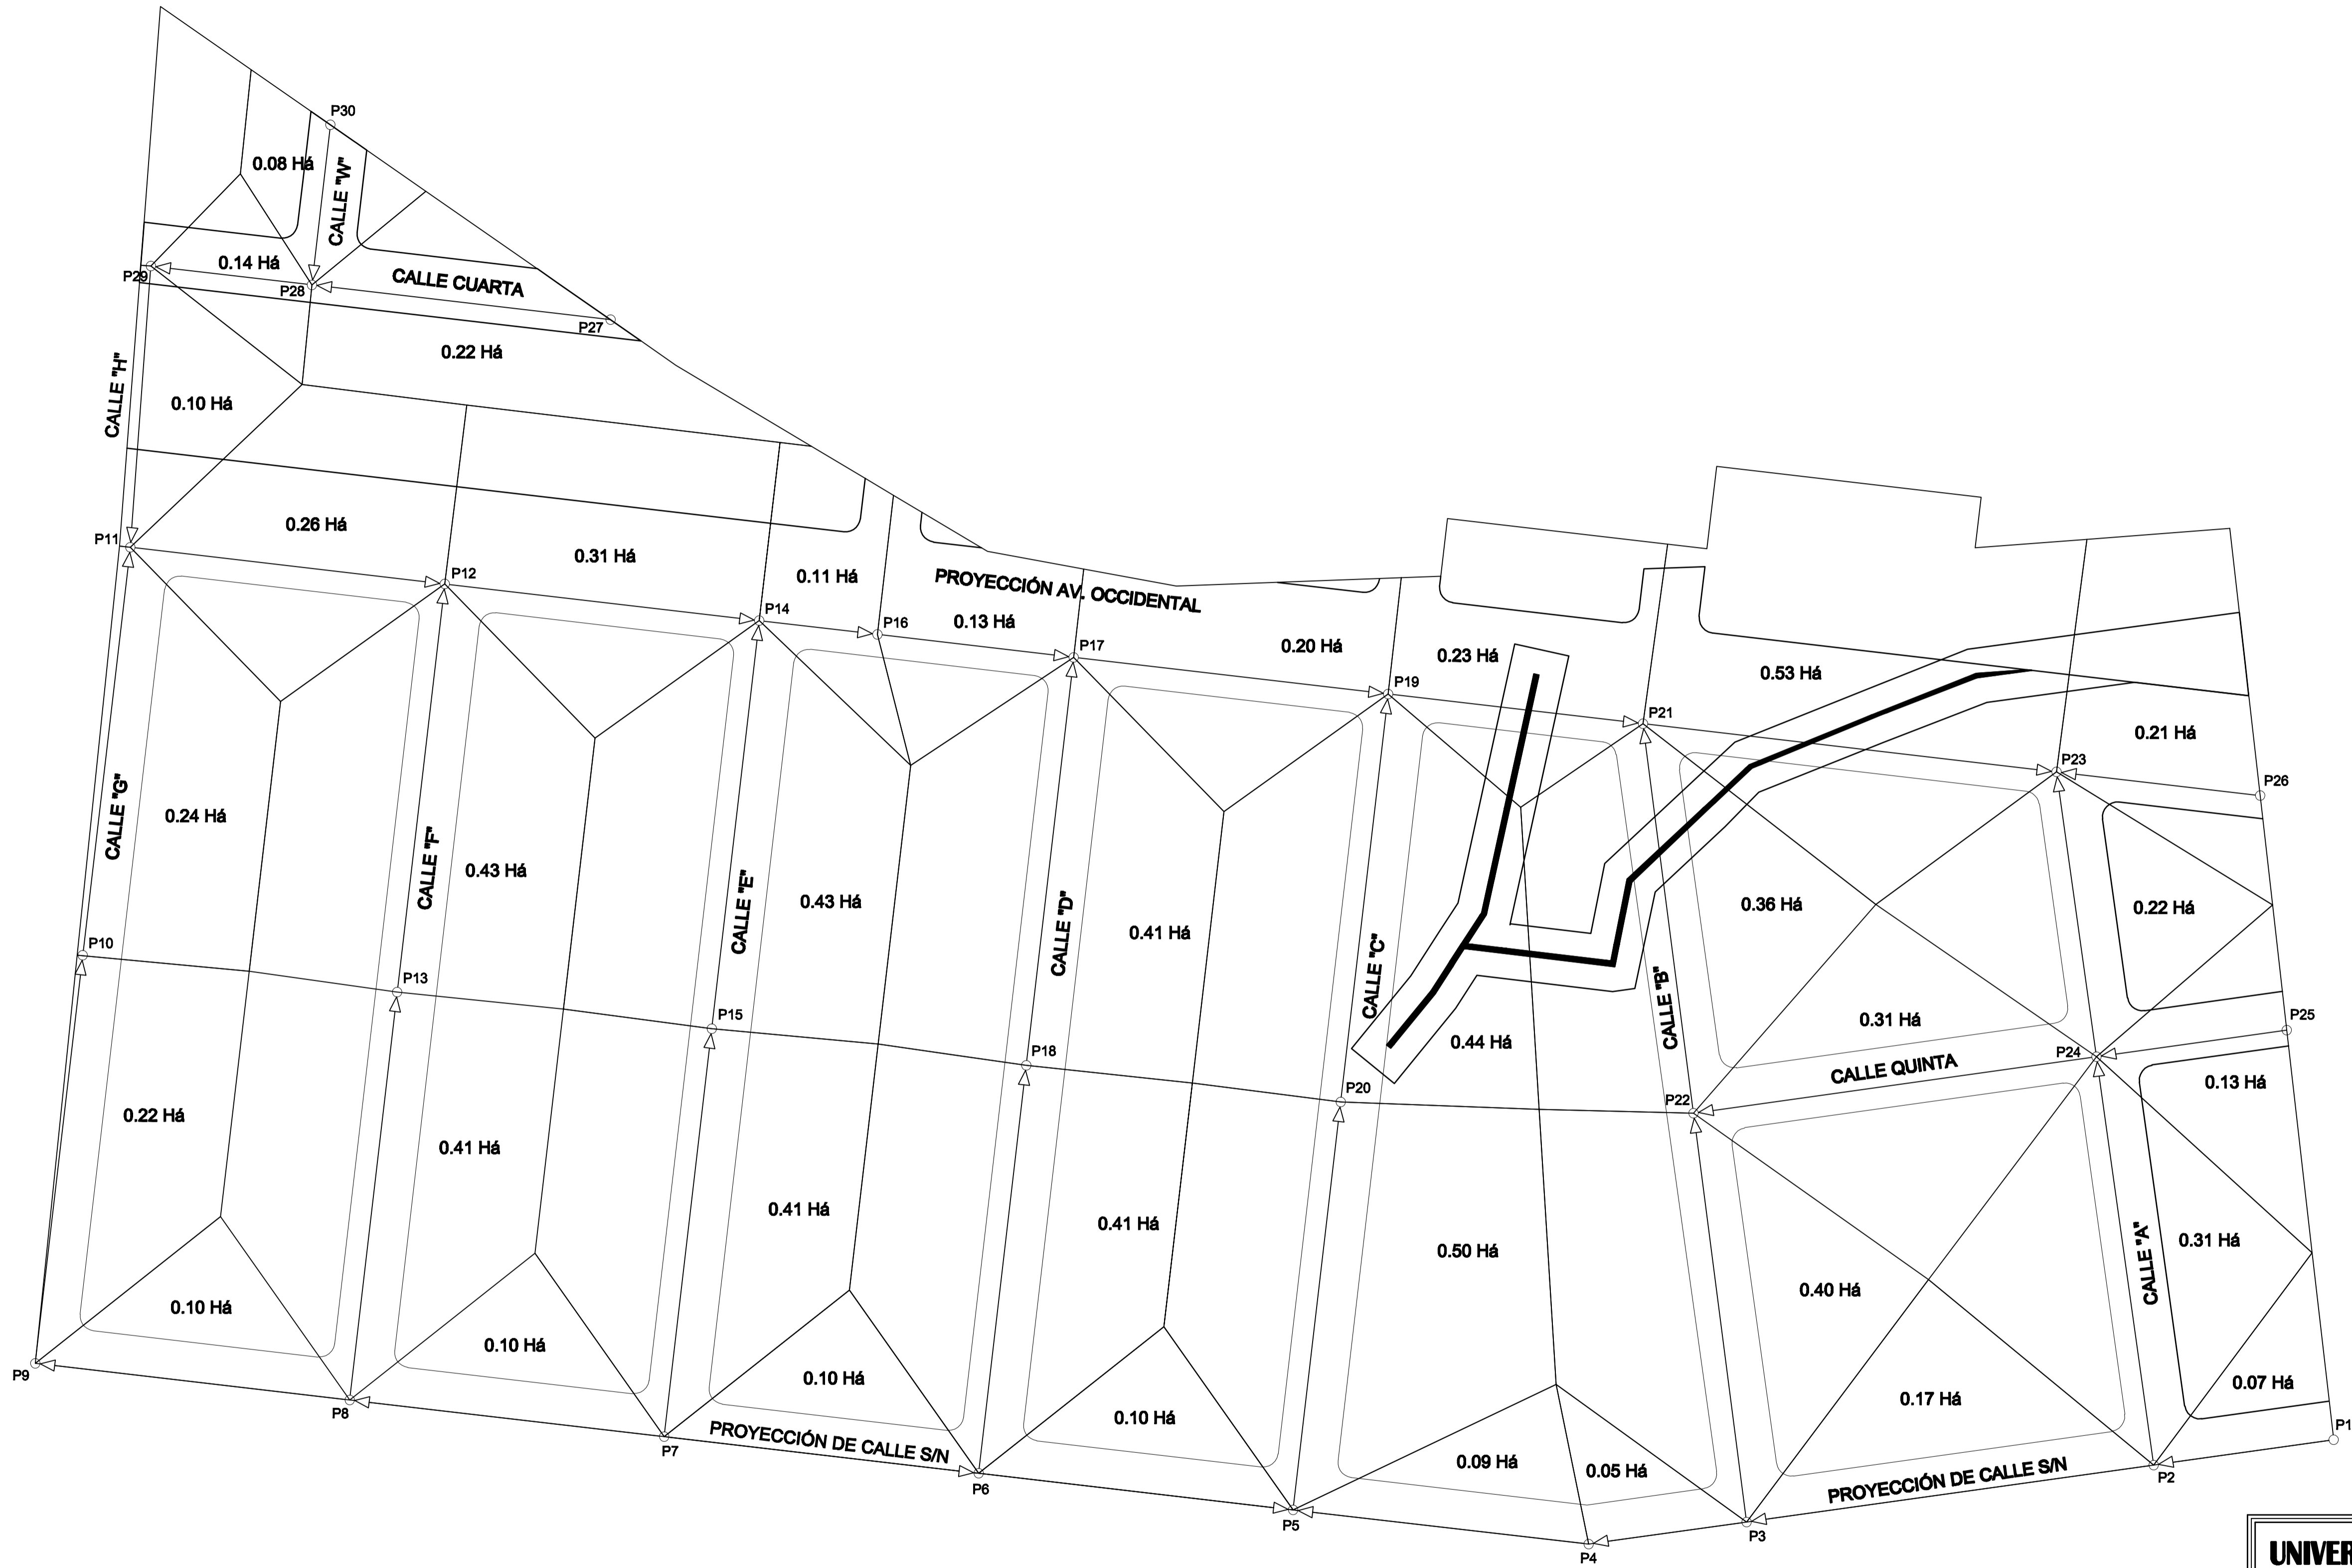 P30
0.08 Há
CALLE "W"
P29
0.14 Há
P28
CALLE CUARTA
P27
0.22 Há
CALLE "H"
0.10 Há
P11
0.26 Há
P12
0.31 Há
P14
0.11 Há
P16
PROYECCIÓN AV. OCCIDENTAL
0.13 Há
P17
0.20 Há
P19
0.23 Há
P21
0.53 Há
P23
0.21 Há
P26
CALLE "G"
0.24 Há
CALLE "F"
0.43 Há
CALLE "E"
0.43 Há
CALLE "D"
0.41 Há
CALLE "C"
0.44 Há
CALLE "B"
0.36 Há
0.31 Há
0.22 Há
P25
P10
P13
P15
P18
P20
P22
CALLE QUINTA
P24
0.13 Há
0.22 Há
0.41 Há
0.41 Há
0.41 Há
0.50 Há
0.40 Há
CALLE "A"
0.31 Há
0.10 Há
0.10 Há
0.10 Há
0.10 Há
0.09 Há
0.05 Há
0.17 Há
0.07 Há
P9
P8
P7
PROYECCIÓN DE CALLE S/N
P6
P5
P4
P3
PROYECCIÓN DE CALLE S/N
P2
P1
UNIVER